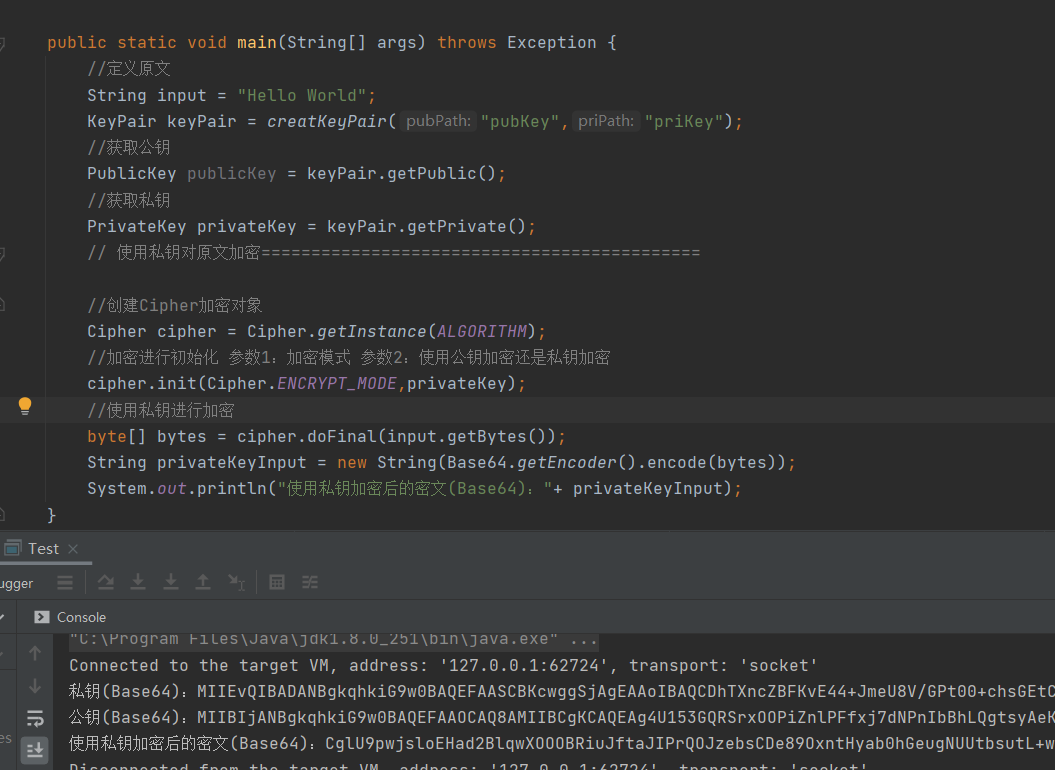 public static void main(String[] args) throws Exception {
//定义原文
String input = "Hello World";
KeyPair keyPair = creatKeyPair( pubPath: "pubKey", priPath: "priKey");
//获取公钥
PublicKey publicKey = keyPair.getPublic();
//获取私钥
PrivateKey privateKey = keyPair.getPrivate();
// 使用私钥对原文加密============================================
//创建Cipher加密对象
Cipher cipher = Cipher.getInstance(ALGORITHM);
//加密进行初始化 参数1：加密模式 参数2：使用公钥加密还是私钥加密
cipher.init(Cipher.ENCRYPT_MODE,privateKey);
//使用私钥进行加密
byte[] bytes = cipher.doFinal(input.getBytes());
String privateKeyInput = new String(Base64.getEncoder().encode(bytes));
System.out.println("使用私钥加密后的密文(Base64)："+ privateKeyInput);
}
Test
ugger
Console
"C:\Program Files\Java\jdk1.8.0_251\bin\java.exe" ...
Connected to the target VM, address: '127.0.0.1:62724', transport: 'socket'
私钥(Base64)：MIIEvQIBADANBgkqhkiG9w0BAQEFAASCBKcwggSjAgEAAoIBAQCDhTXncZBFKvE44+JmeU8V/GPt00+chsGEtC
公钥(Base64)：MIIBIjANBgkqhkiG9w0BAQEFAAOCAQ8AMIIBCgKCAQEAg4U153GQRSrxOOPiZnlPFfxj7dNPnIbBhLQgtsyAeK
es
使用私钥加密后的密文(Base64)：CglU9pwjsloEHad2BlqwXOOOBRiuJftaJIPrQOJzebsCDe89OxntHyab0hGeugNUUtbsutL+w
Disconnected from the target VM, address: '127.0.0.1:62724', transport: 'socket'